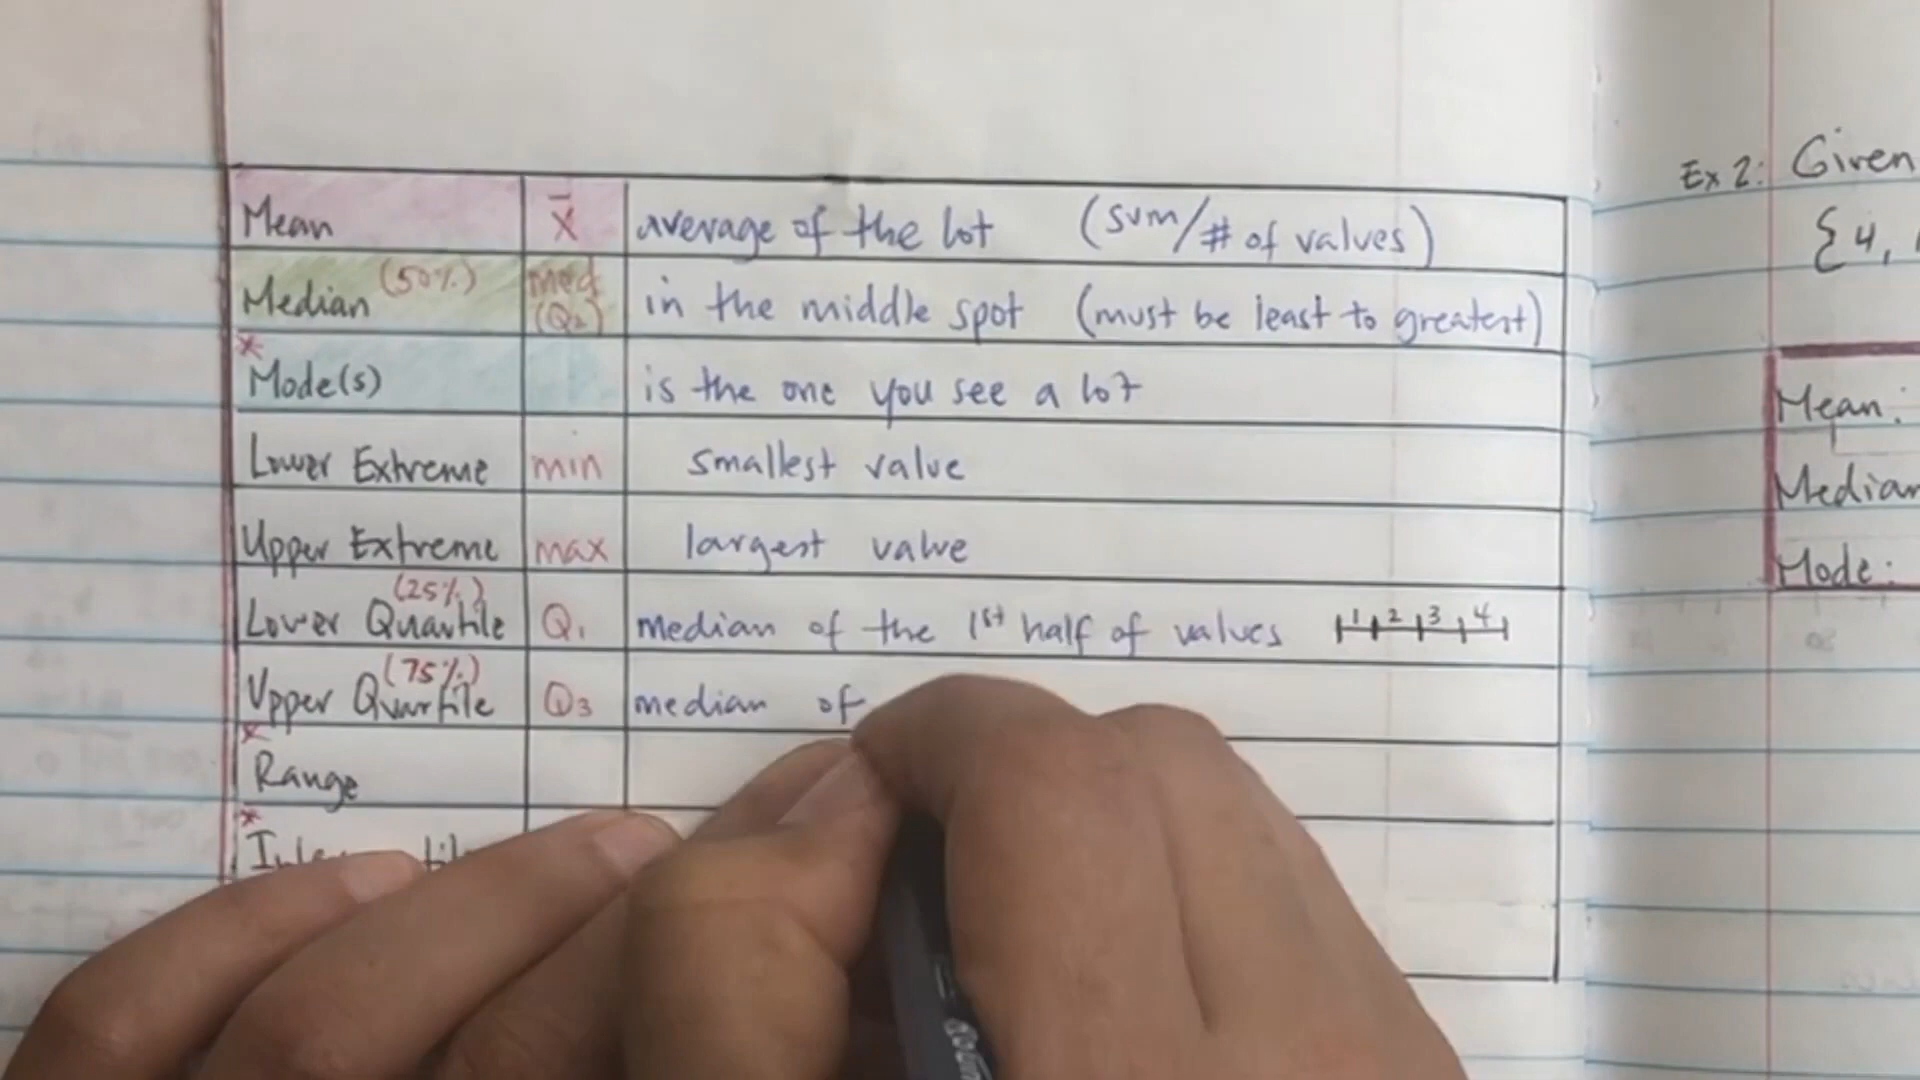 Mean x̄ average of the lot (sum/# of values)
Median (50%) med (Q₂) in the middle spot (must be least to greatest)
* Mode(s) is the one you see a lot
Lower Extreme min smallest value
Upper Extreme max largest value
Lower Quartile (25%) Q₁ median of the 1st half of values 1 2 3 4
Upper Quartile (75%) Q₃ median of
* Range
*
Ex 2: Given
{4,
Mean:
Median
Mode: